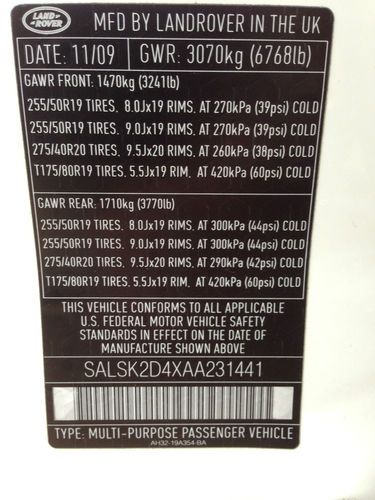 LAND
ROVER
MFD BY LANDROVER IN THE UK
DATE: 11/09 GWR: 3070kg (6768lb)
GAWR FRONT: 1470kg (3241lb)
255/50R19 TIRES, 8.0Jx19 RIMS, AT 270kPa (39psi) COLD
255/50R19 TIRES, 9.0Jx19 RIMS, AT 270kPa (39psi) COLD
275/40R20 TIRES, 9.5Jx20 RIMS, AT 260kPa (38psi) COLD
T175/80R19 TIRES, 5.5Jx19 RIM, AT 420kPa (60psi) COLD
GAWR REAR: 1710kg (3770lb)
255/50R19 TIRES, 8.0Jx19 RIMS, AT 300kPa (44psi) COLD
255/50R19 TIRES, 9.0Jx19 RIMS, AT 300kPa (44psi) COLD
275/40R20 TIRES, 9.5Jx20 RIMS, AT 290kPa (42psi) COLD
T175/80R19 TIRES, 5.5Jx19 RIM, AT 420kPa (60psi) COLD
THIS VEHICLE CONFORMS TO ALL APPLICABLE
U.S. FEDERAL MOTOR VEHICLE SAFETY
STANDARDS IN EFFECT ON THE DATE OF
MANUFACTURE SHOWN ABOVE
SALSK2D4XAA231441
TYPE: MULTI-PURPOSE PASSENGER VEHICLE
AH32-19A354-BA